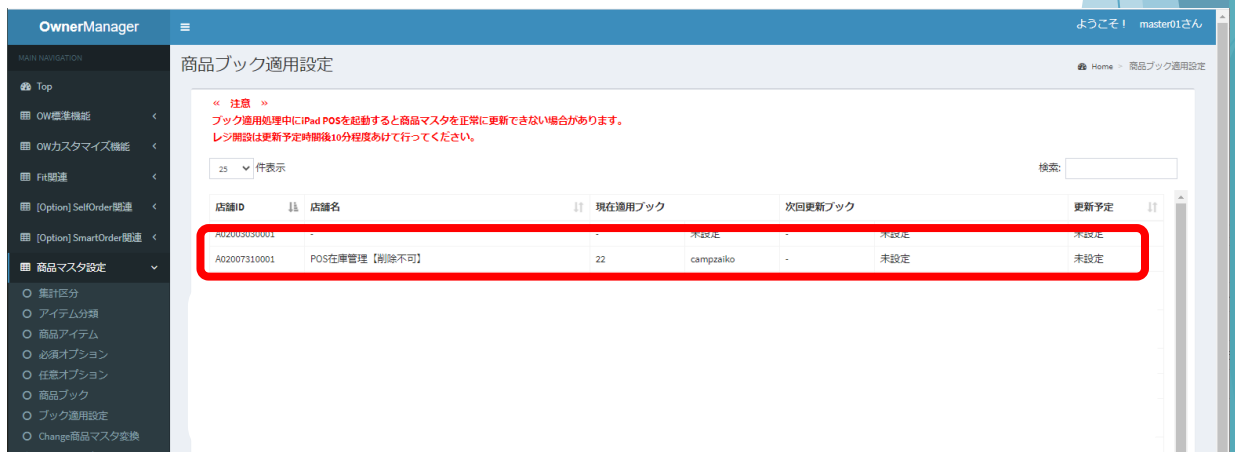 OwnerManager
ようこそ！ master01さん
MAIN NAVIGATION
Top
OW標準機能
OWカスタマイズ機能
Fit関連
[Option] SelfOrder関連
[Option] SmartOrder関連
商品マスタ設定
集計区分
アイテム分類
商品アイテム
必須オプション
任意オプション
商品ブック
ブック適用設定
Change商品マスタ変換
商品ブック適用設定
Home > 商品ブック適用設定
≪ 注意 ≫
ブック適用処理中にiPad POSを起動すると商品マスタを正常に更新できない場合があります。
レジ開設は更新予定時間後10分程度あけて行ってください。
25 件表示
検索:
店舗ID 店舗名 現在適用ブック 次回更新ブック 更新予定
A02003030001 - - 未設定 - 未設定 未設定
A02007310001 POS在庫管理【削除不可】 22 campzaiko - 未設定 未設定